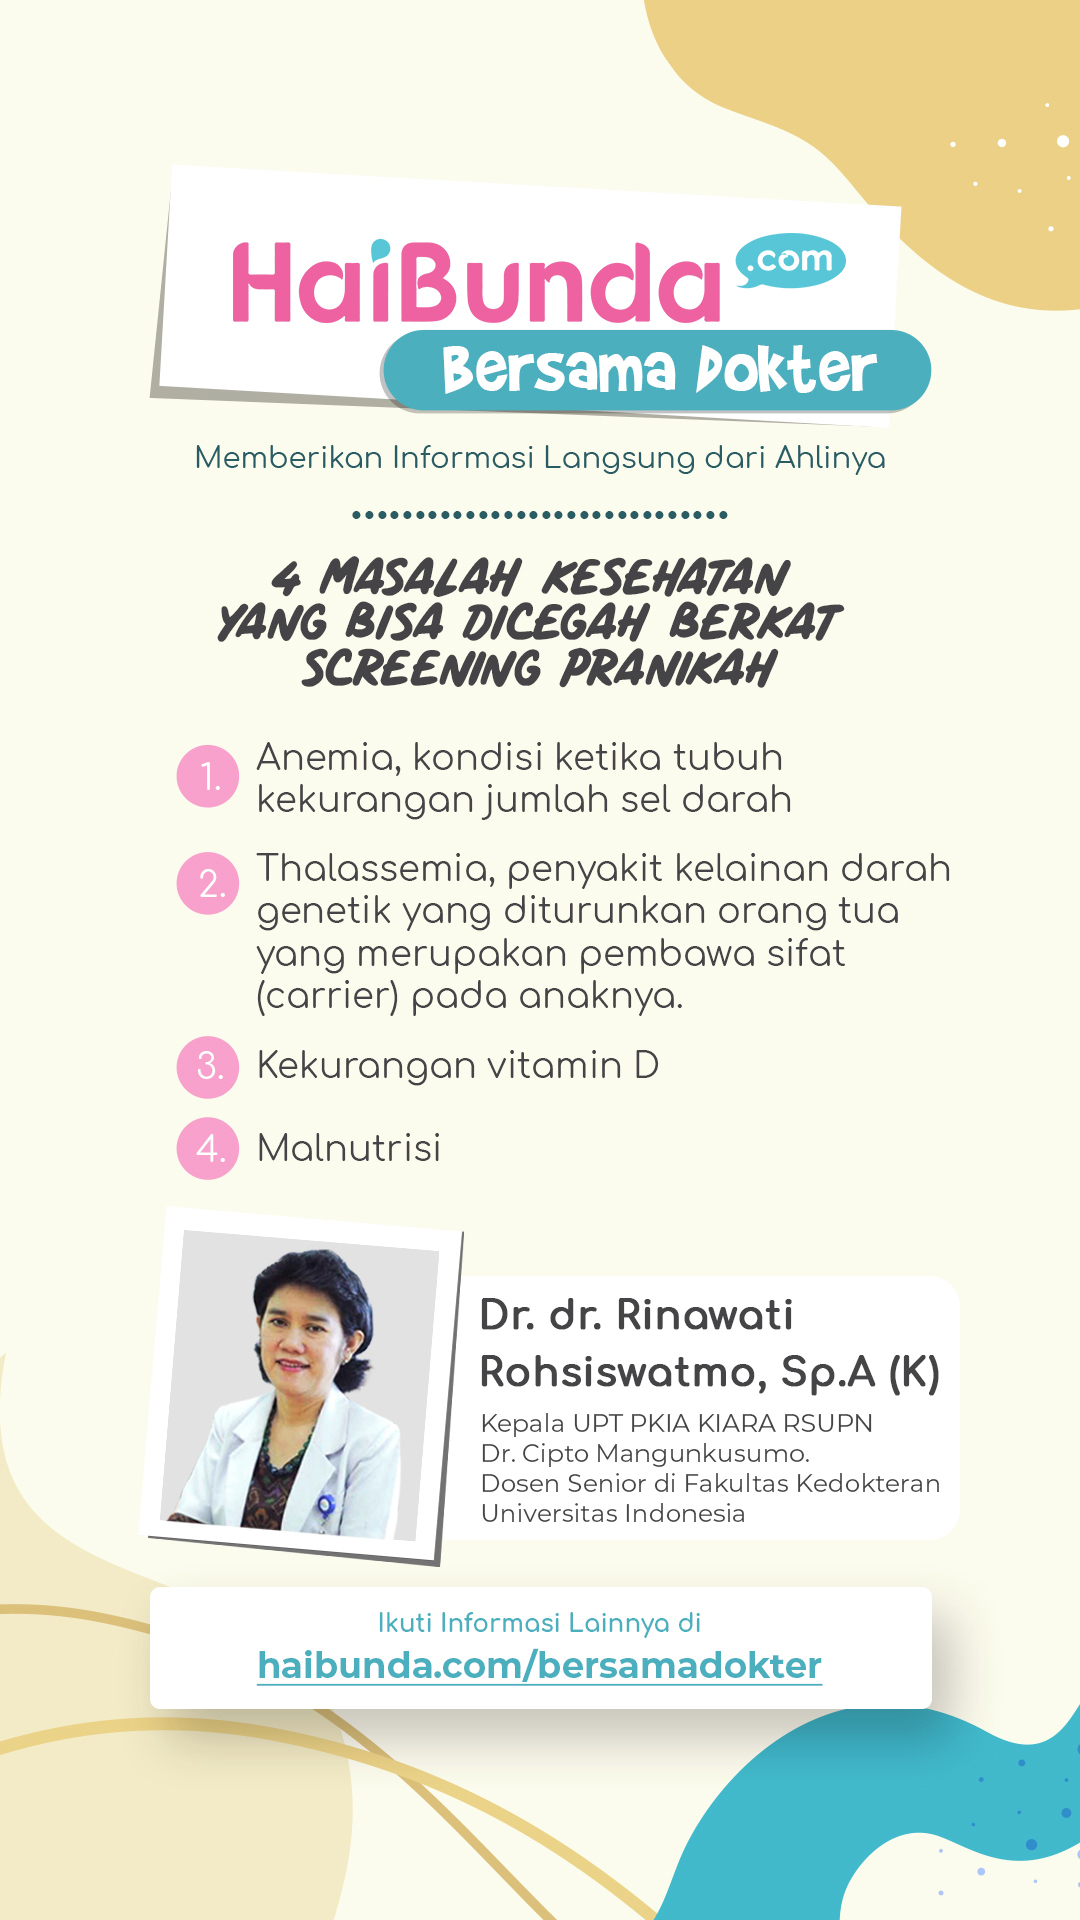 HaiBunda .com
Bersama Dokter
Memberikan Informasi Langsung dari Ahlinya
4 MASALAH KESEHATAN
YANG BISA DICEGAH BERKAT
SCREENING PRANIKAH
1. Anemia, kondisi ketika tubuh
kekurangan jumlah sel darah
2. Thalassemia, penyakit kelainan darah
genetik yang diturunkan orang tua
yang merupakan pembawa sifat
(carrier) pada anaknya.
3. Kekurangan vitamin D
4. Malnutrisi
Dr. dr. Rinawati
Rohsiswatmo, Sp.A (K)
Kepala UPT PKIA KIARA RSUPN
Dr. Cipto Mangunkusumo.
Dosen Senior di Fakultas Kedokteran
Universitas Indonesia
Ikuti Informasi Lainnya di
haibunda.com/bersamadokter